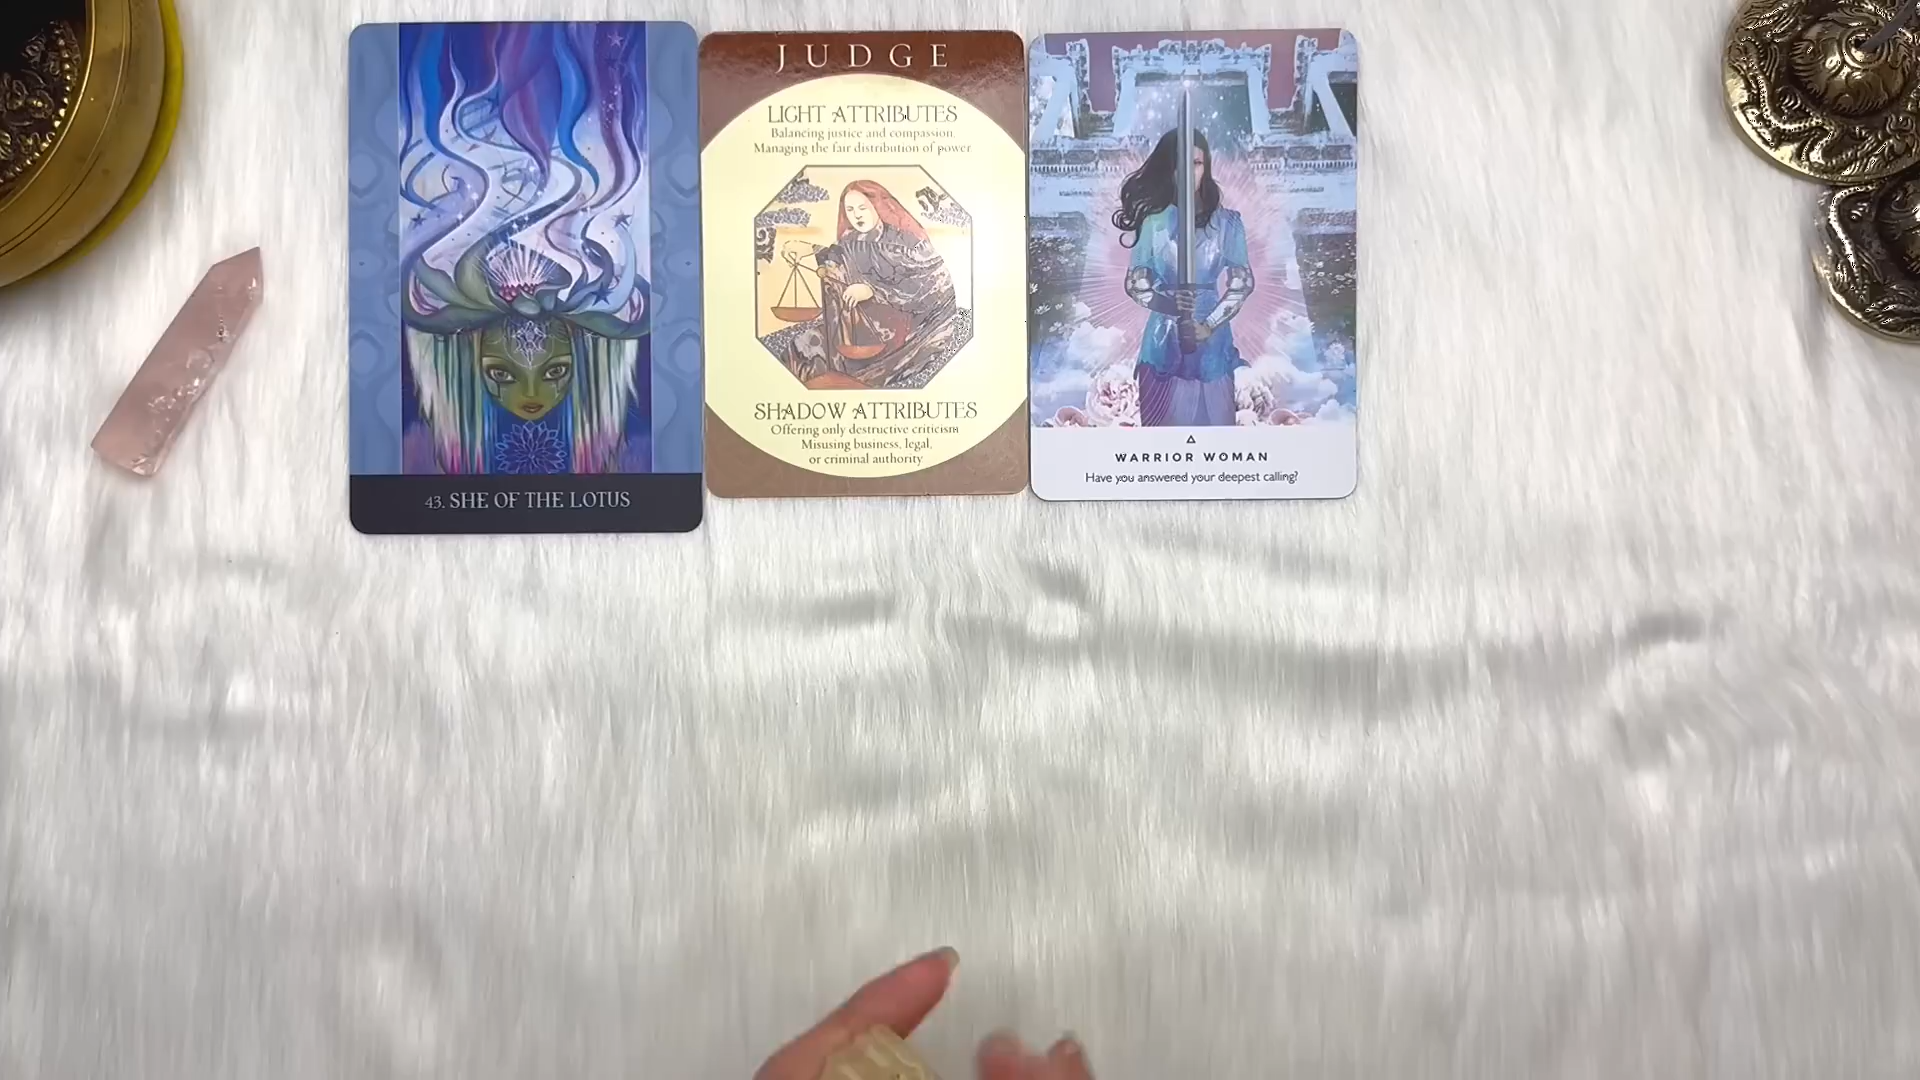 43. SHE OF THE LOTUS
JUDGE
LIGHT ATTRIBUTES
Balancing justice and compassion.
Managing the fair distribution of power.
SHADOW ATTRIBUTES
Offering only destructive criticism
Misusing business, legal,
or criminal authority
WARRIOR WOMAN
Have you answered your deepest calling?